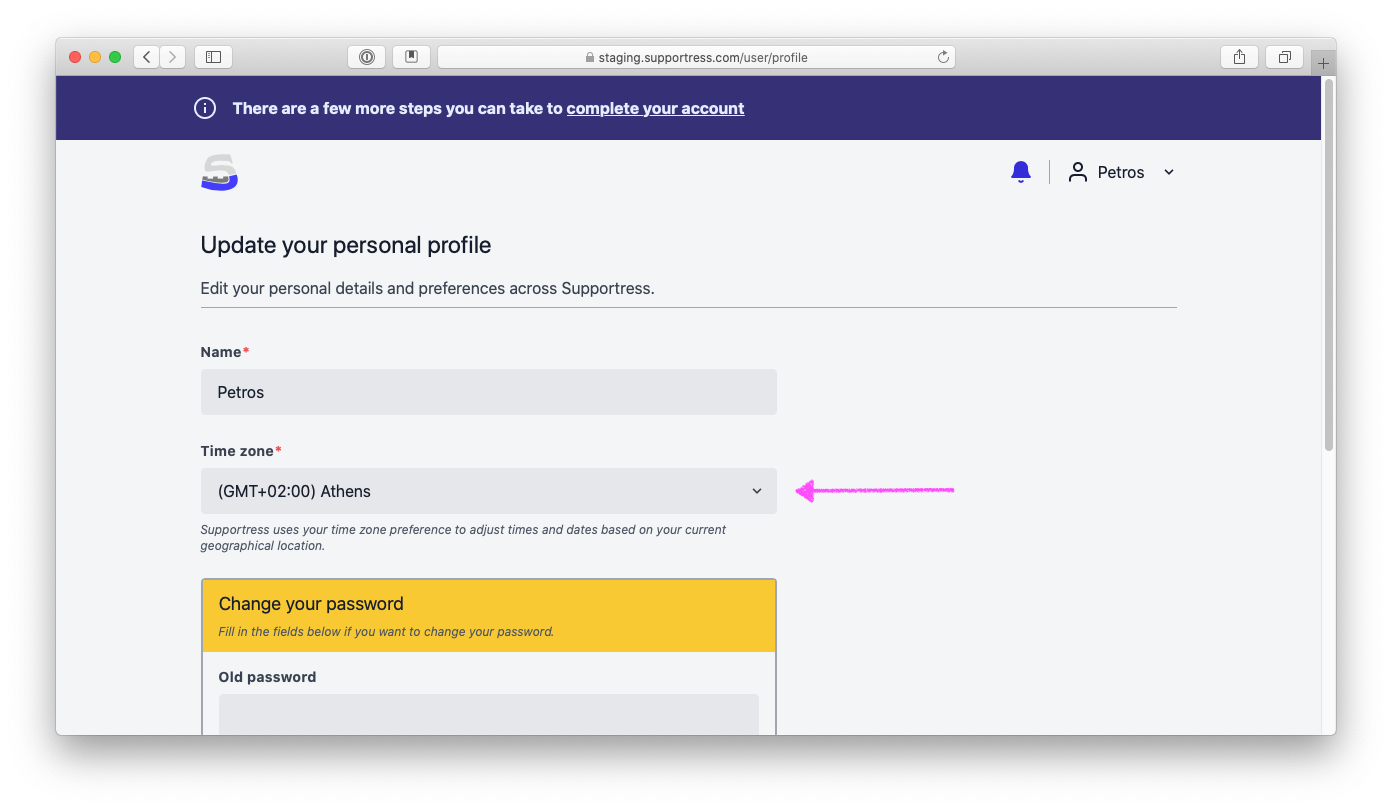 staging.supportress.com/user/profile
There are a few more steps you can take to complete your account
Petros
Update your personal profile
Edit your personal details and preferences across Supportress.
Name*
Petros
Time zone*
(GMT+02:00) Athens
Supportress uses your time zone preference to adjust times and dates based on your current
geographical location.
Change your password
Fill in the fields below if you want to change your password.
Old password